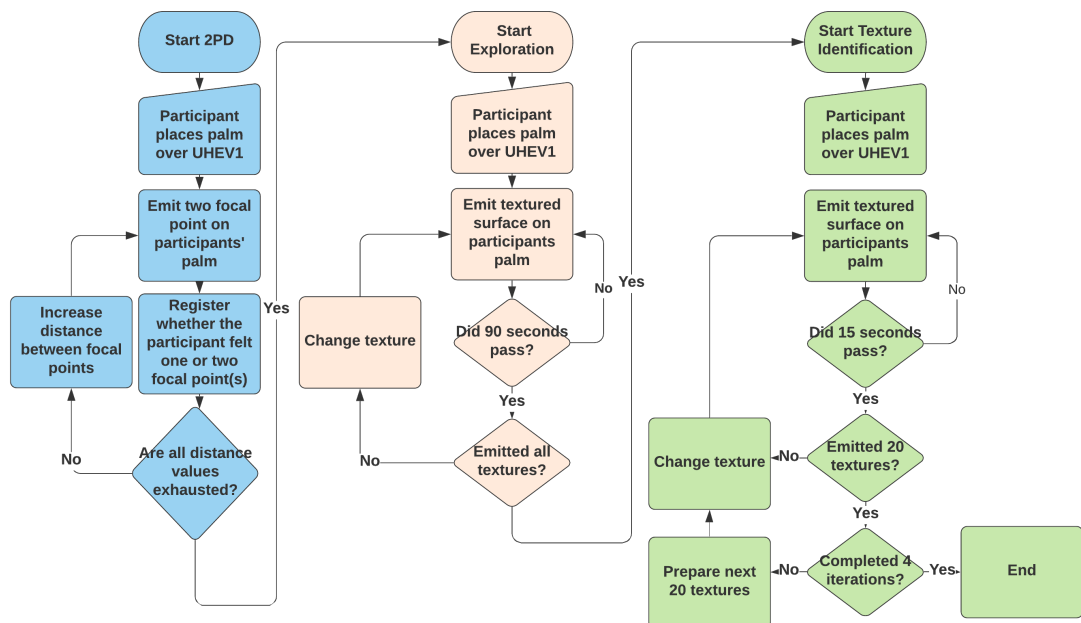 Start 2PD
Participant
places palm
over UHEV1
Emit two focal
point on
participants'
palm
Register
whether the
participant felt
one or two
focal point(s)
Increase
distance
between focal
points
Are all distance
values
exhausted?
No
Yes
Start
Exploration
Participant
places palm
over UHEV1
Emit textured
surface on
participants
palm
No
Did 90 seconds
pass?
Change texture
Yes
Emitted all
textures?
No
Yes
Start Texture
Identification
Participant
places palm
over UHEV1
Emit textured
surface on
participants
palm
No
Did 15 seconds
pass?
Yes
Emitted 20
textures?
No
Change texture
Yes
Completed 4
iterations?
No
Prepare next
20 textures
Yes
End